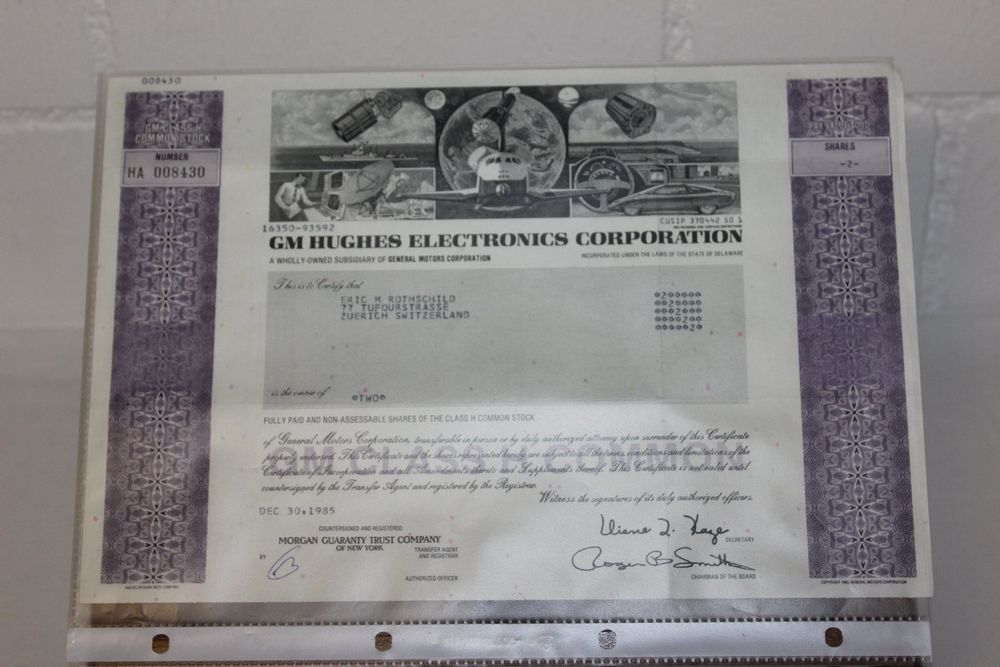 008430
GM CLASS H
COMMON STOCK
NUMBER
HA 008430
PAR VALUE $0.10
SHARES
-2-
16350-93592
CUSIP 370442 50 1
GM HUGHES ELECTRONICS CORPORATION
A WHOLLY-OWNED SUBSIDIARY OF GENERAL MOTORS CORPORATION
INCORPORATED UNDER THE LAWS OF THE STATE OF DELAWARE
This is to Certify that
ERIC M ROTHSCHILD
77 TUFOURSTRASSE
ZUERICH SWITZERLAND
is the owner of
*TWO*
FULLY PAID AND NON-ASSESSABLE SHARES OF THE CLASS H COMMON STOCK
of General Motors Corporation, transferable in person or by duly authorized attorney upon surrender of this Certificate
properly endorsed. This Certificate and the shares represented hereby are subject to all the terms, conditions and limitations of the
Certificate of Incorporation and all Amendments thereto and Supplements thereof. This Certificate is not valid until
countersigned by the Transfer Agent and registered by the Registrar.
Witness the signatures of its duly authorized officers.
DEC 30,1985
COUNTERSIGNED AND REGISTERED:
MORGAN GUARANTY TRUST COMPANY
OF NEW YORK
TRANSFER AGENT
AND REGISTRAR
BY
AUTHORIZED OFFICER
SECRETARY
Roger B Smith
CHAIRMAN OF THE BOARD